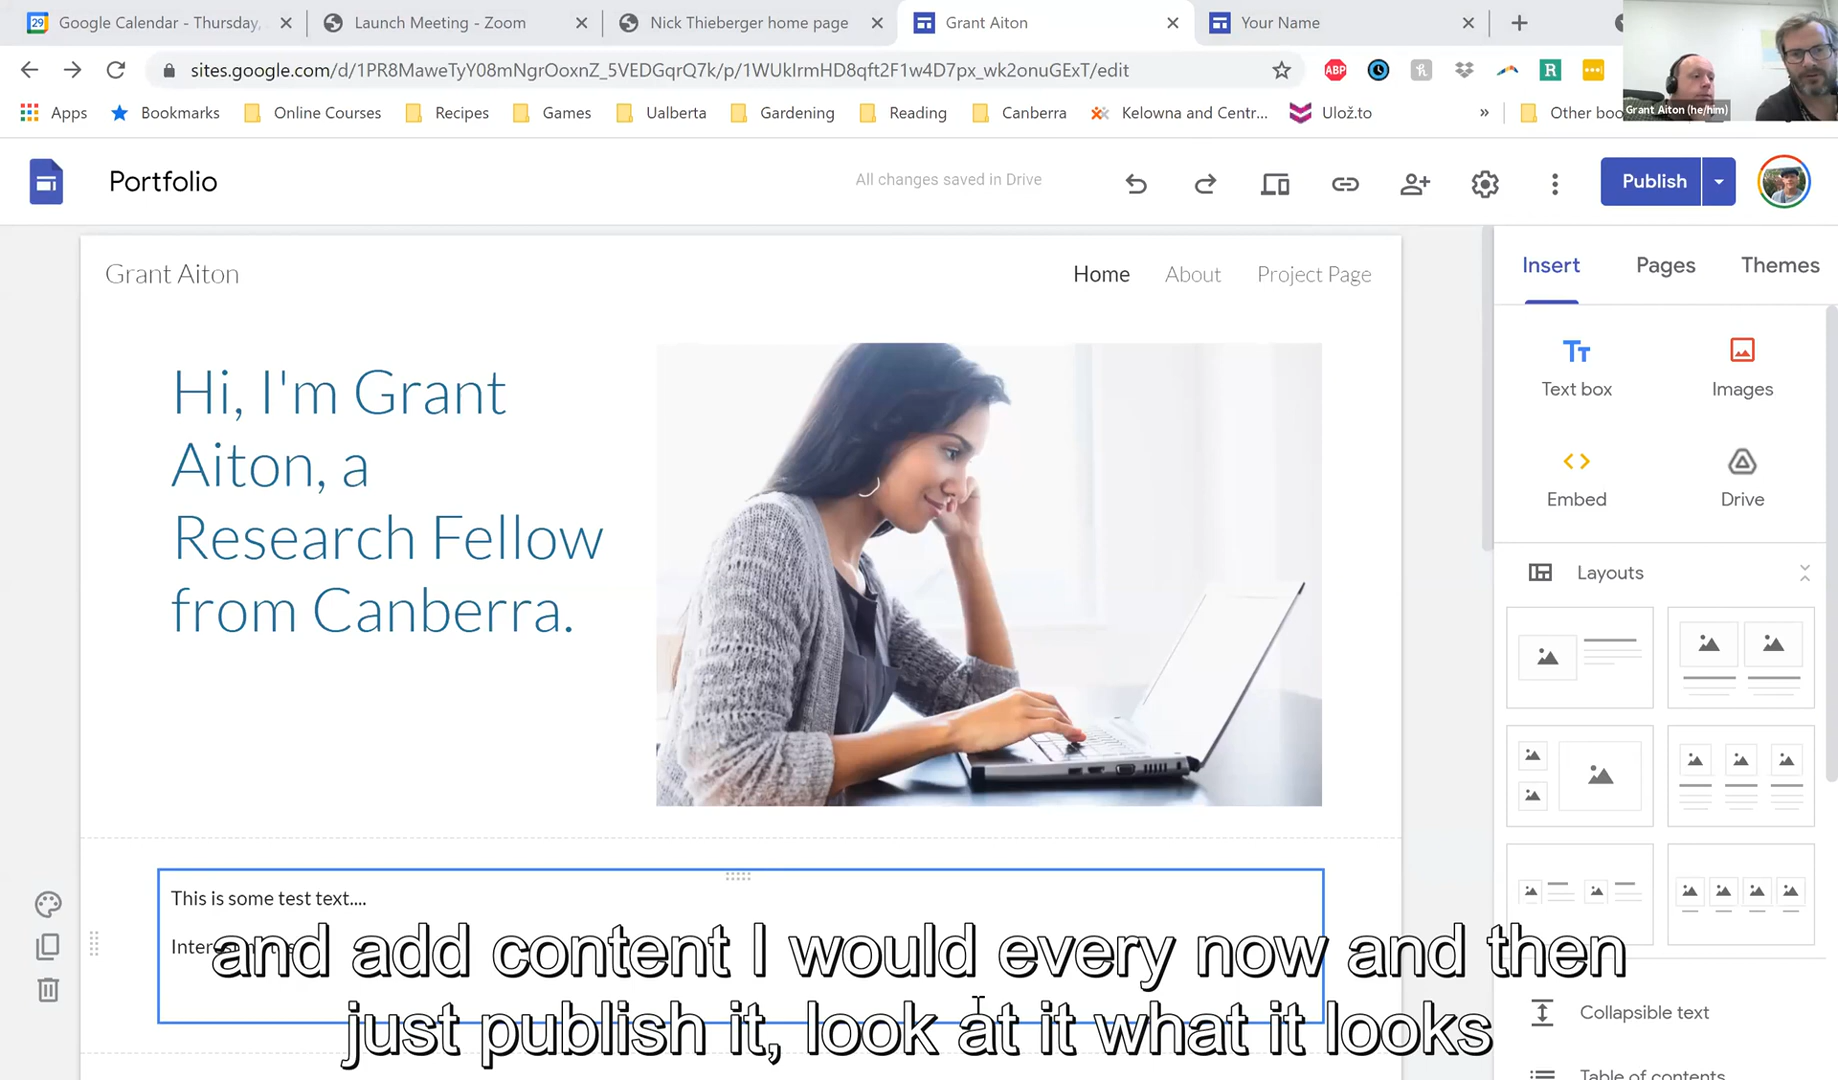 Google Calendar - Thursday,
Launch Meeting - Zoom
Nick Thieberger home page
Grant Aiton
Your Name
sites.google.com/d/1PR8MaweTyY08mNgrOoxnZ_5VEDGqrQ7k/p/1WUkIrmHD8qft2F1w4D7px_wk2onuGExT/edit
Apps
Bookmarks
Online Courses
Recipes
Games
Ualberta
Gardening
Reading
Canberra
Kelowna and Centr...
Ulož.to
»
Other boo
Grant Aiton (he/him)
Portfolio
All changes saved in Drive
Publish
Grant Aiton
Home
About
Project Page
Insert
Pages
Themes
Hi, I'm Grant
Aiton, a
Research Fellow
from Canberra.
Text box
Images
Embed
Drive
Layouts
This is some test text....
and add content I would every now and then
just publish it, look at it what it looks
Collapsible text
Table of contents